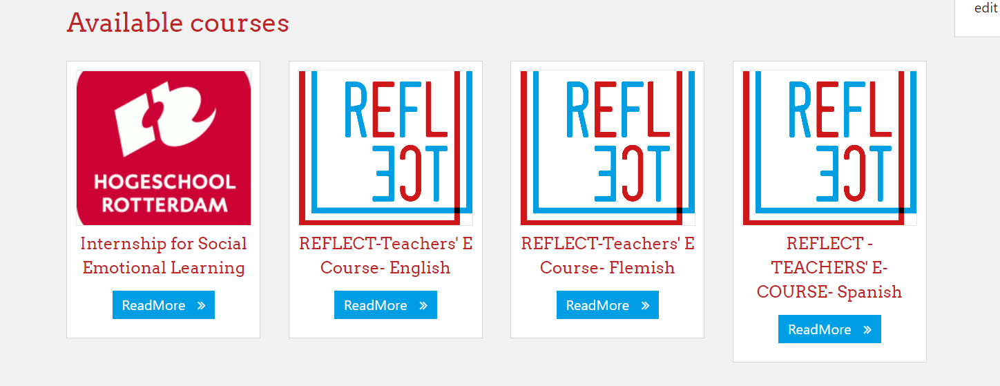 edit
Available courses
HOGESCHOOL
ROTTERDAM
Internship for Social
Emotional Learning
ReadMore »
REFL
ECT
REFLECT-Teachers' E
Course- English
ReadMore »
REFL
ECT
REFLECT-Teachers' E
Course- Flemish
ReadMore »
REFL
ECT
REFLECT -
TEACHERS' E-
COURSE- Spanish
ReadMore »